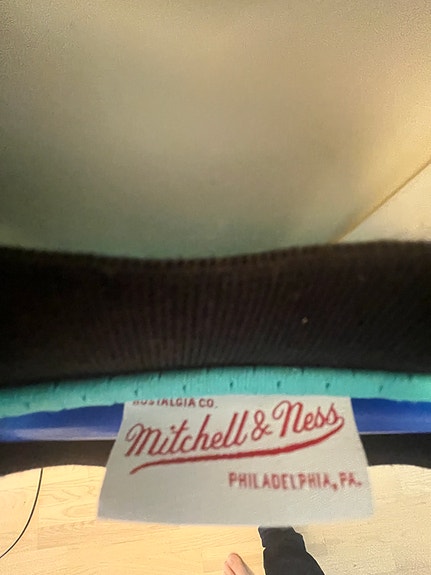 NOSTALGIA CO.
Mitchell & Ness
PHILADELPHIA, PA.